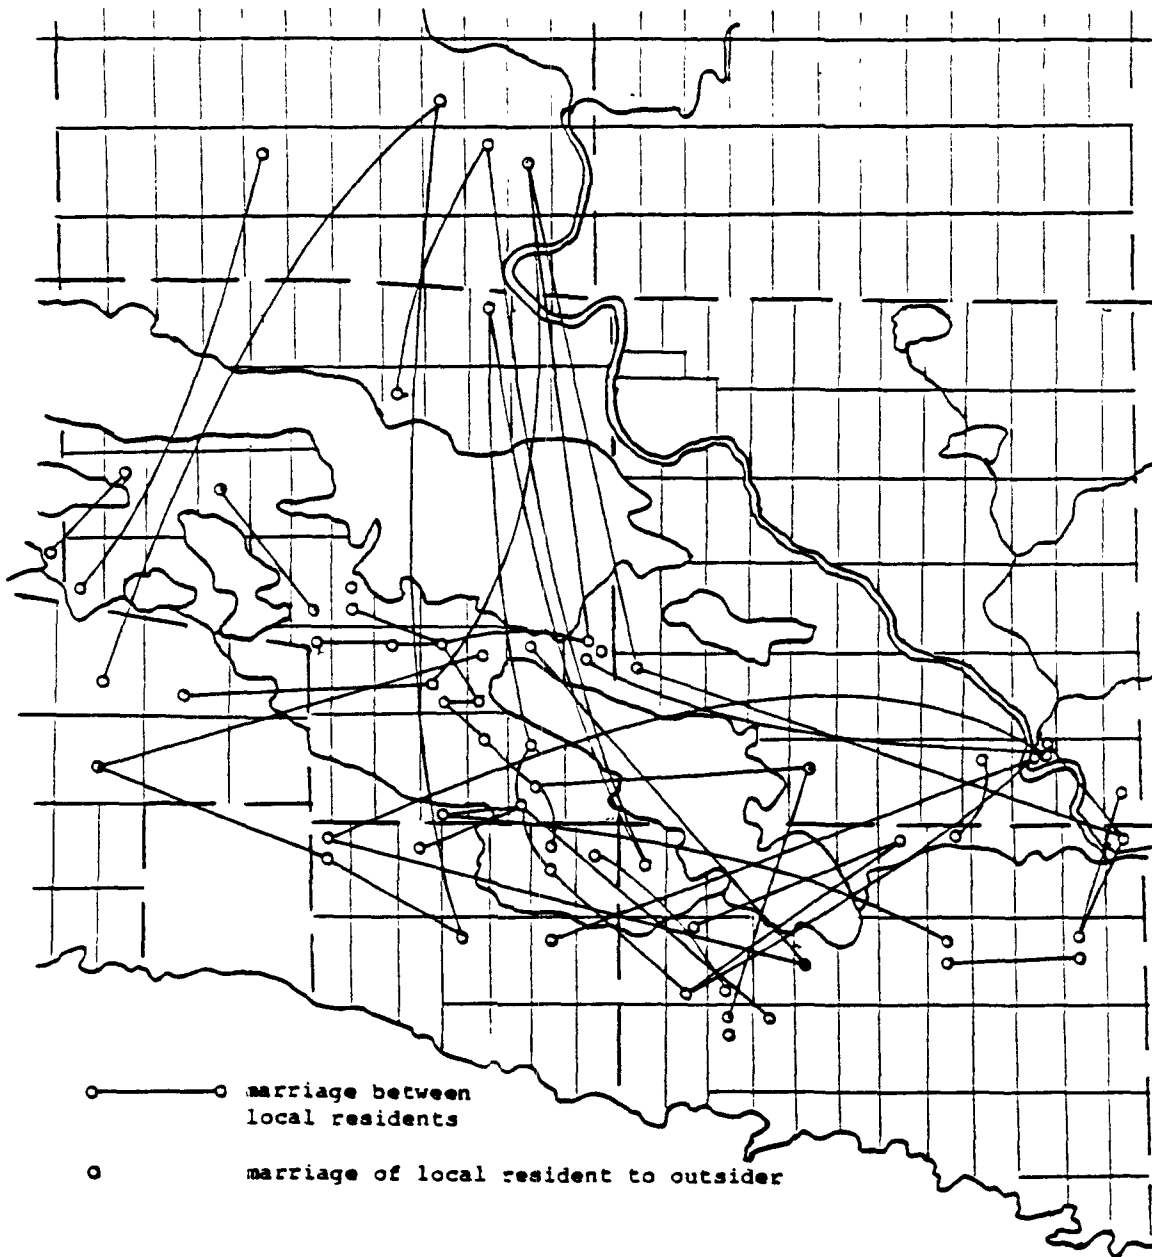 marriage between
local residents
marriage of local resident to outsider